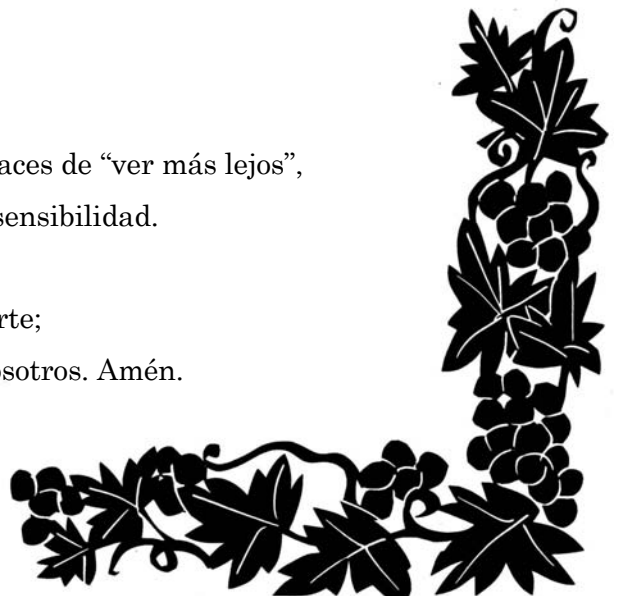 aces de “ver más lejos”,
sensibilidad.
rte;
osotros. Amén.